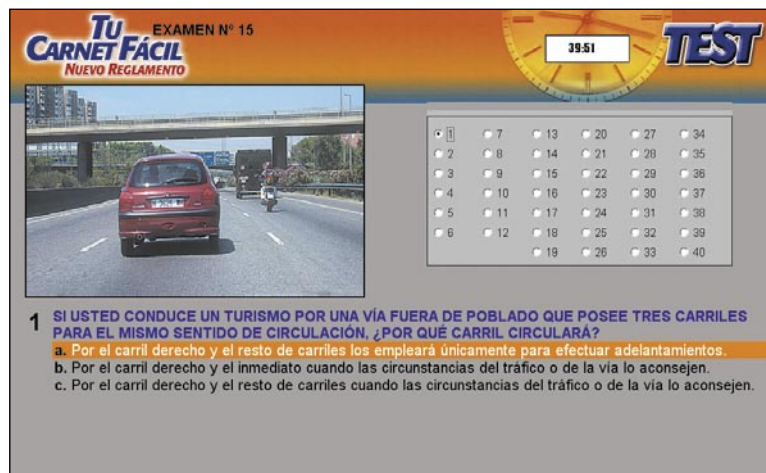 TU
CARNET FÁCIL
NUEVO REGLAMENTO
EXAMEN Nº 15
39:51
TEST
1 7 13 20 27 34
2 8 14 21 28 35
3 9 15 22 29 36
4 10 16 23 30 37
5 11 17 24 31 38
6 12 18 25 32 39
19 26 33 40
1 SI USTED CONDUCE UN TURISMO POR UNA VÍA FUERA DE POBLADO QUE POSEE TRES CARRILES
PARA EL MISMO SENTIDO DE CIRCULACIÓN, ¿POR QUÉ CARRIL CIRCULARÁ?
a. Por el carril derecho y el resto de carriles los empleará únicamente para efectuar adelantamientos.
b. Por el carril derecho y el inmediato cuando las circunstancias del tráfico o de la vía lo aconsejen.
c. Por el carril derecho y el resto de carriles cuando las circunstancias del tráfico o de la vía lo aconsejen.